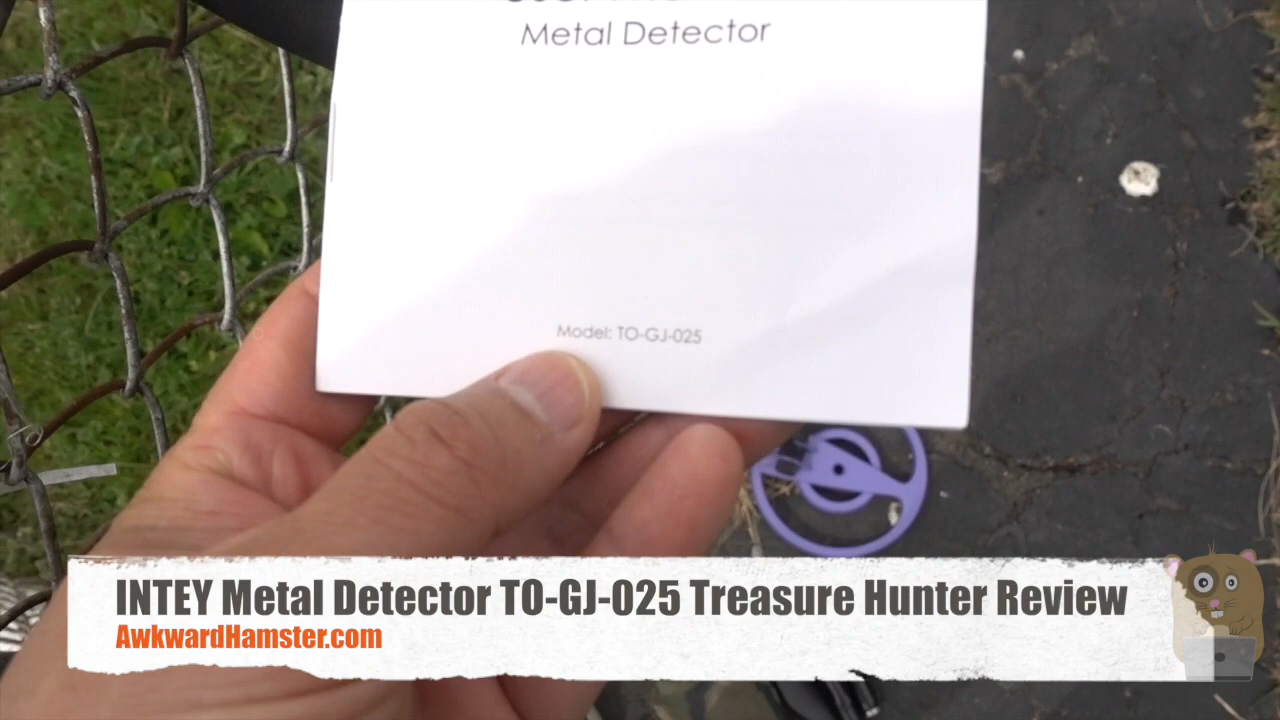 Metal Detector
Model: TO-GJ-025
INTEY Metal Detector TO-GJ-025 Treasure Hunter Review
AwkwardHamster.com